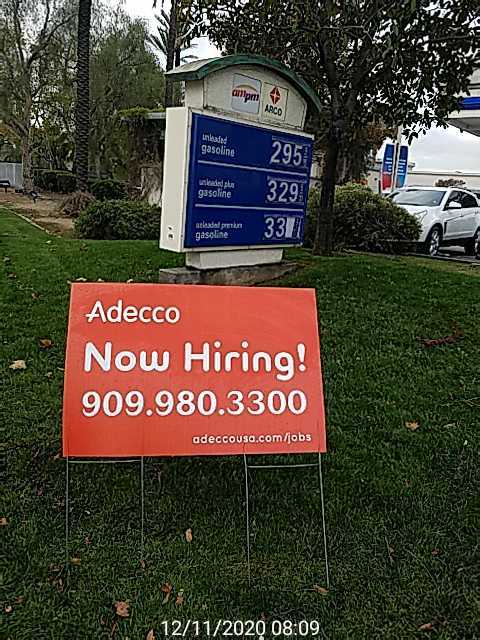 ampm
ARCO
unleaded
gasoline
295
unleaded plus
gasoline
329
unleaded premium
gasoline
33
Adecco
Now Hiring!
909.980.3300
adeccousa.com/jobs
12/11/2020 08:09